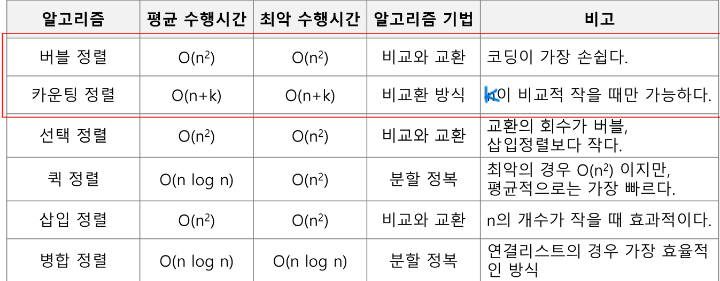 알고리즘 평균 수행시간 최악 수행시간 알고리즘 기법 비고
버블 정렬 O(n²) O(n²) 비교와 교환 코딩이 가장 손쉽다.
카운팅 정렬 O(n+k) O(n+k) 비교환 방식 k이 비교적 작을 때만 가능하다.
선택 정렬 O(n²) O(n²) 비교와 교환 교환의 회수가 버블,
삽입정렬보다 작다.
퀵 정렬 O(n log n) O(n²) 분할 정복 최악의 경우 O(n²) 이지만,
평균적으로는 가장 빠르다.
삽입 정렬 O(n²) O(n²) 비교와 교환 n의 개수가 작을 때 효과적이다.
병합 정렬 O(n log n) O(n log n) 분할 정복 연결리스트의 경우 가장 효율적
인 방식